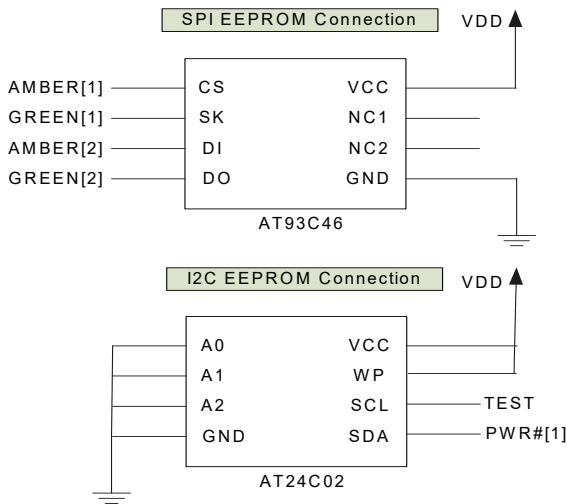 SPI EEPROM Connection
VDD
AMBER[1]
CS
VCC
GREEN[1]
SK
NC1
AMBER[2]
DI
NC2
GREEN[2]
DO
GND
AT93C46
I2C EEPROM Connection
VDD
A0
VCC
A1
WP
A2
SCL
TEST
GND
SDA
PWR#[1]
AT24C02